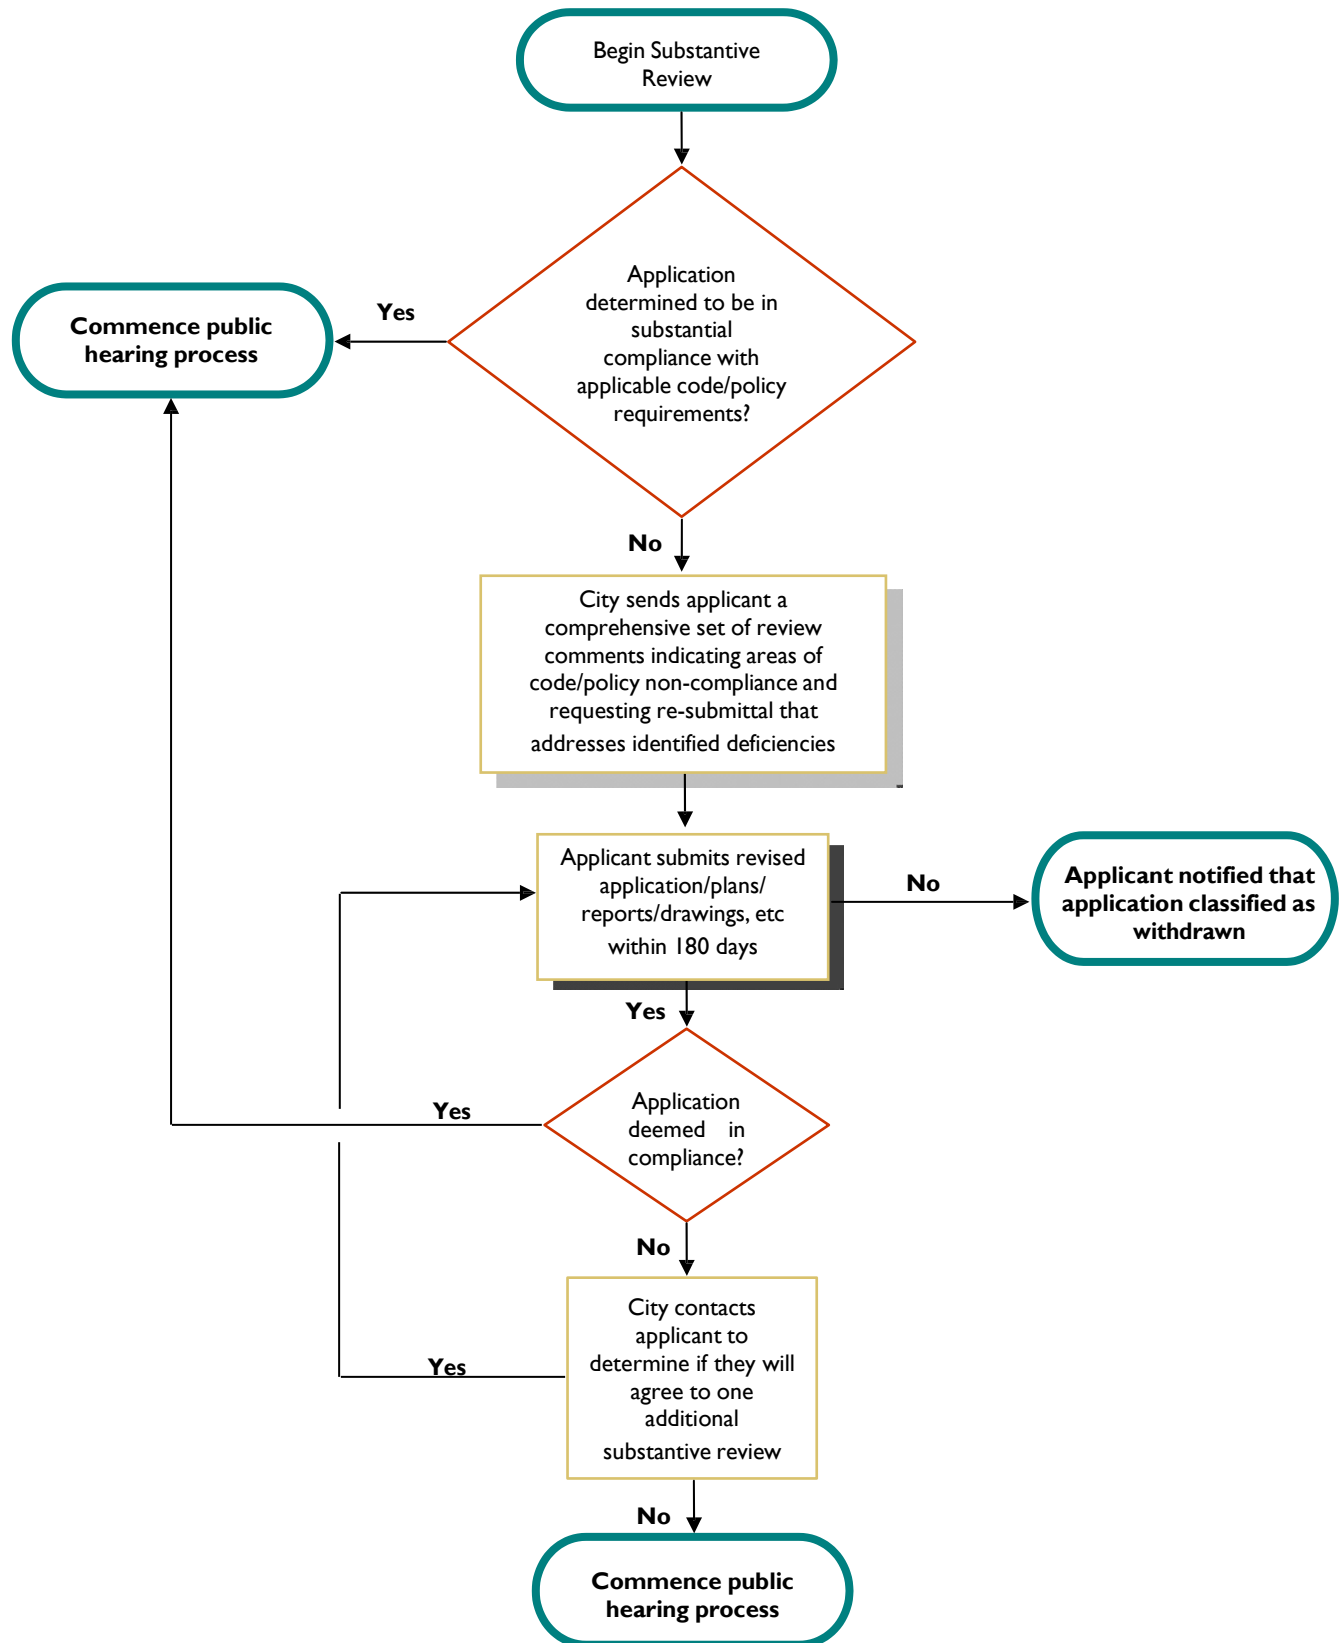 Begin Substantive
Review
Application
determined to be in
substantial
compliance with
applicable code/policy
requirements?
Yes
Commence public
hearing process
No
City sends applicant a
comprehensive set of review
comments indicating areas of
code/policy non-compliance and
requesting re-submittal that
addresses identified deficiencies
Applicant submits revised
application/plans/
reports/drawings, etc
within 180 days
No
Applicant notified that
application classified as
withdrawn
Yes
Application
deemed in
compliance?
Yes
No
City contacts
applicant to
determine if they will
agree to one
additional
substantive review
Yes
No
Commence public
hearing process